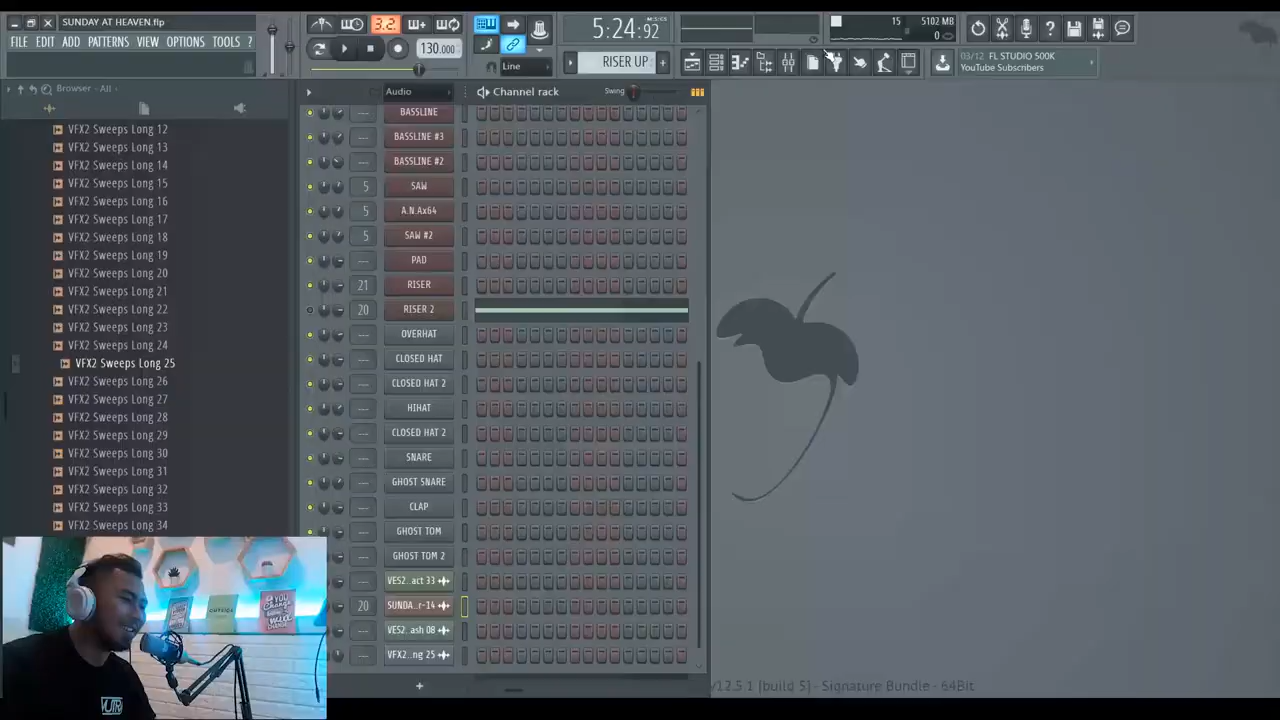 SUNDAY AT HEAVEN.flp
FILE EDIT ADD PATTERNS VIEW OPTIONS TOOLS ?
3.2
130.000
Line
5:24:92
M:S:CS
RISER UP
15
5102 MB
0
03/12 FL STUDIO 500K
YouTube Subscribers
Browser - All
Audio
Channel rack
Swing
VFX2 Sweeps Long 12
VFX2 Sweeps Long 13
VFX2 Sweeps Long 14
VFX2 Sweeps Long 15
VFX2 Sweeps Long 16
VFX2 Sweeps Long 17
VFX2 Sweeps Long 18
VFX2 Sweeps Long 19
VFX2 Sweeps Long 20
VFX2 Sweeps Long 21
VFX2 Sweeps Long 22
VFX2 Sweeps Long 23
VFX2 Sweeps Long 24
VFX2 Sweeps Long 25
VFX2 Sweeps Long 26
VFX2 Sweeps Long 27
VFX2 Sweeps Long 28
VFX2 Sweeps Long 29
VFX2 Sweeps Long 30
VFX2 Sweeps Long 31
VFX2 Sweeps Long 32
VFX2 Sweeps Long 33
VFX2 Sweeps Long 34
--- BASSLINE
--- BASSLINE #3
--- BASSLINE #2
5 SAW
5 A.N.Ax64
5 SAW #2
--- PAD
21 RISER
20 RISER 2
--- OVERHAT
--- CLOSED HAT
--- CLOSED HAT 2
--- HIHAT
--- CLOSED HAT 2
--- SNARE
--- GHOST SNARE
--- CLAP
--- GHOST TOM
--- GHOST TOM 2
--- VES2..act 33
20 SUNDA..r-14
--- VES2..ash 08
--- VFX2..ng 25
+
v12.5.1 [build 5] - Signature Bundle - 64Bit
OUTSIDE
YOU
CHANGE